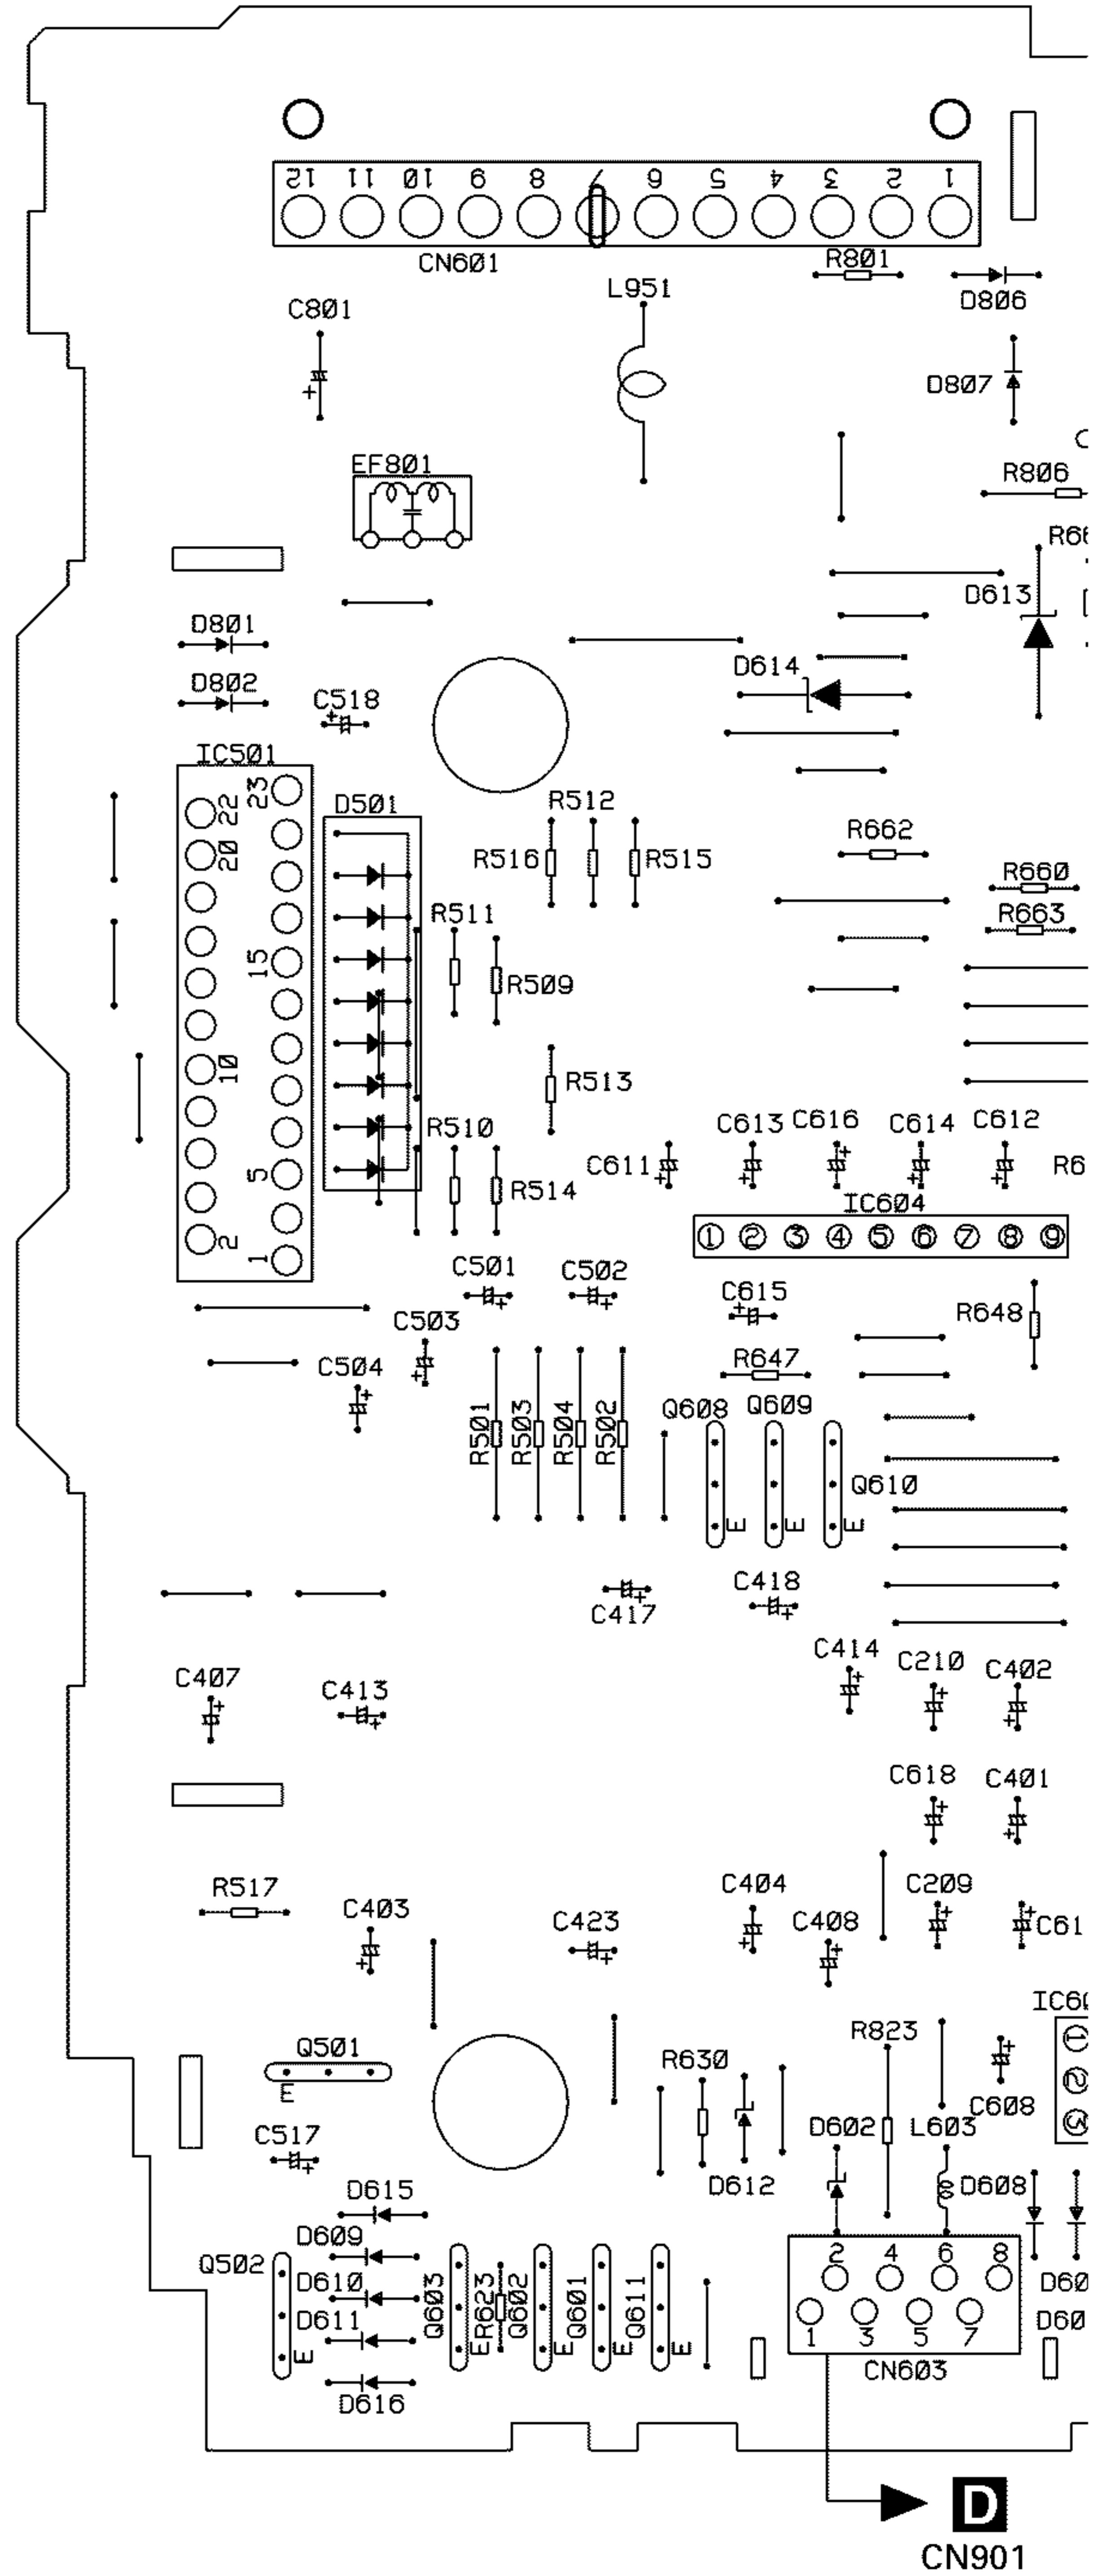 12 11 10 9 8 7 6 5 4 3 2 1
CN601
R801
L951
D806
C801
D807
EF801
R806
D613
D801
D614
D802
C518
IC501
23
22
D501
R512
20
R662
R516
R515
R660
R511
R663
15
R509
10
R513
R510
C613
C616
C614
C612
C611
5
R514
IC604
2
1
① ② ③ ④ ⑤ ⑥ ⑦ ⑧ ⑨
C501
C502
C615
C503
R648
C504
R647
R501
R503
R504
R502
Q608
Q609
Q610
E
E
E
C417
C418
C414
C210
C402
C407
C413
C618
C401
R517
C403
C423
C404
C408
C209
Q501
E
R823
① ② ③
R630
C608
C517
D602
L603
D612
D608
D615
D609
Q502
D610
D611
E
D616
Q603
E
R623
Q602
E
Q601
E
Q611
E
2 4 6 8
1 3 5 7
CN603
D
CN901